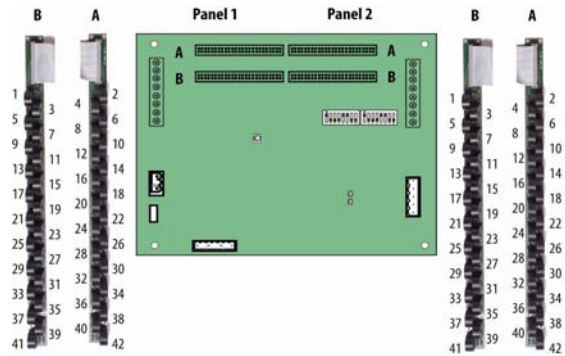 B A Panel 1 Panel 2 B A
A A
B B
1 2 1 2
3 4 3 4
5 6 5 6
7 8 7 8
9 10 9 10
11 12 11 12
13 14 13 14
15 16 15 16
17 18 17 18
19 20 19 20
21 22 21 22
23 24 23 24
25 26 25 26
27 28 27 28
29 30 29 30
31 32 31 32
33 34 33 34
35 36 35 36
37 38 37 38
39 40 39 40
41 42 41 42